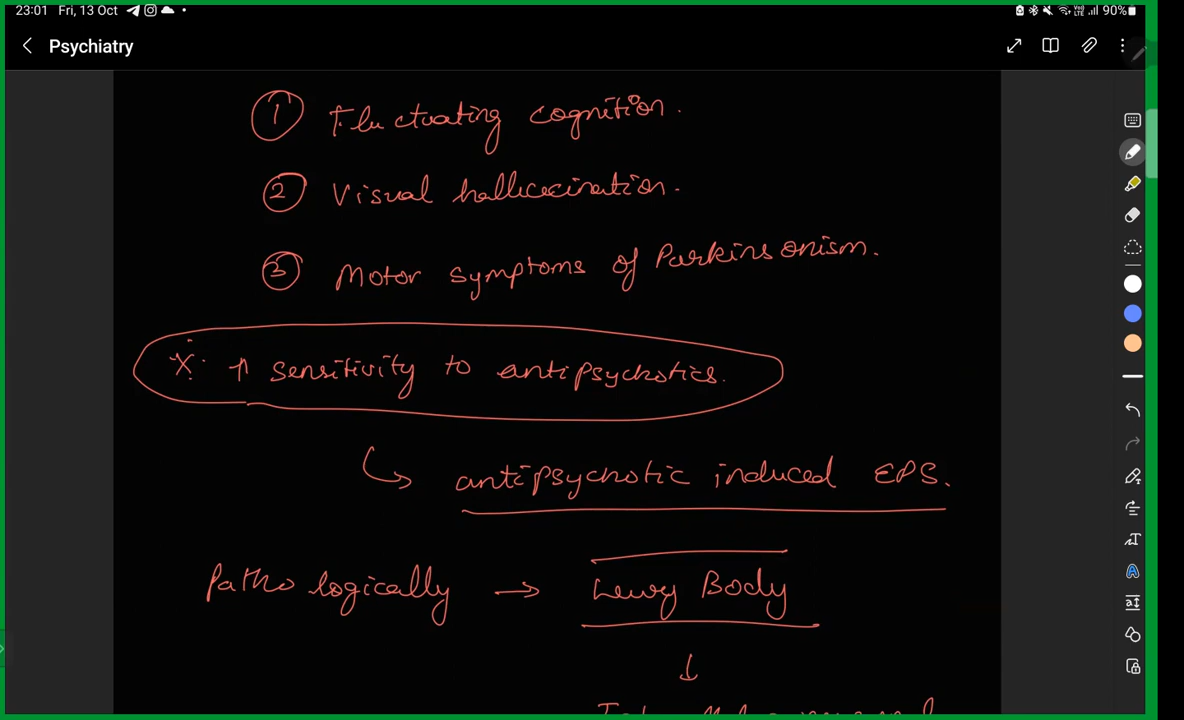 23:01 Fri, 13 Oct
90%
Psychiatry
1 Fluctuating cognition.
2 Visual hallucination.
3 Motor symptoms of Parkinsonism.
↑ sensitivity to antipsychotics.
antipsychotic induced EPS.
Pathologically → Lewy Body
↓